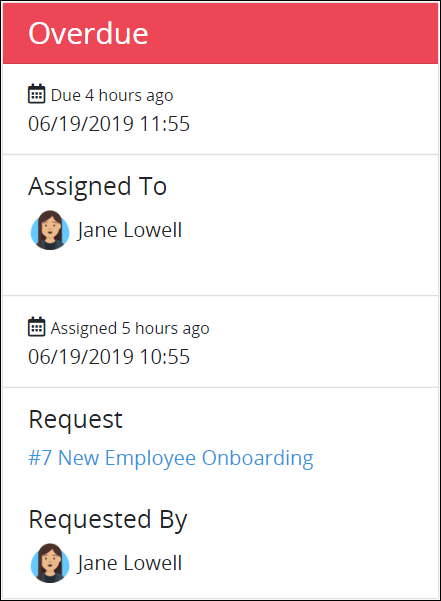 Overdue
Due 4 hours ago
06/19/2019 11:55
Assigned To
Jane Lowell
Assigned 5 hours ago
06/19/2019 10:55
Request
#7 New Employee Onboarding
Requested By
Jane Lowell